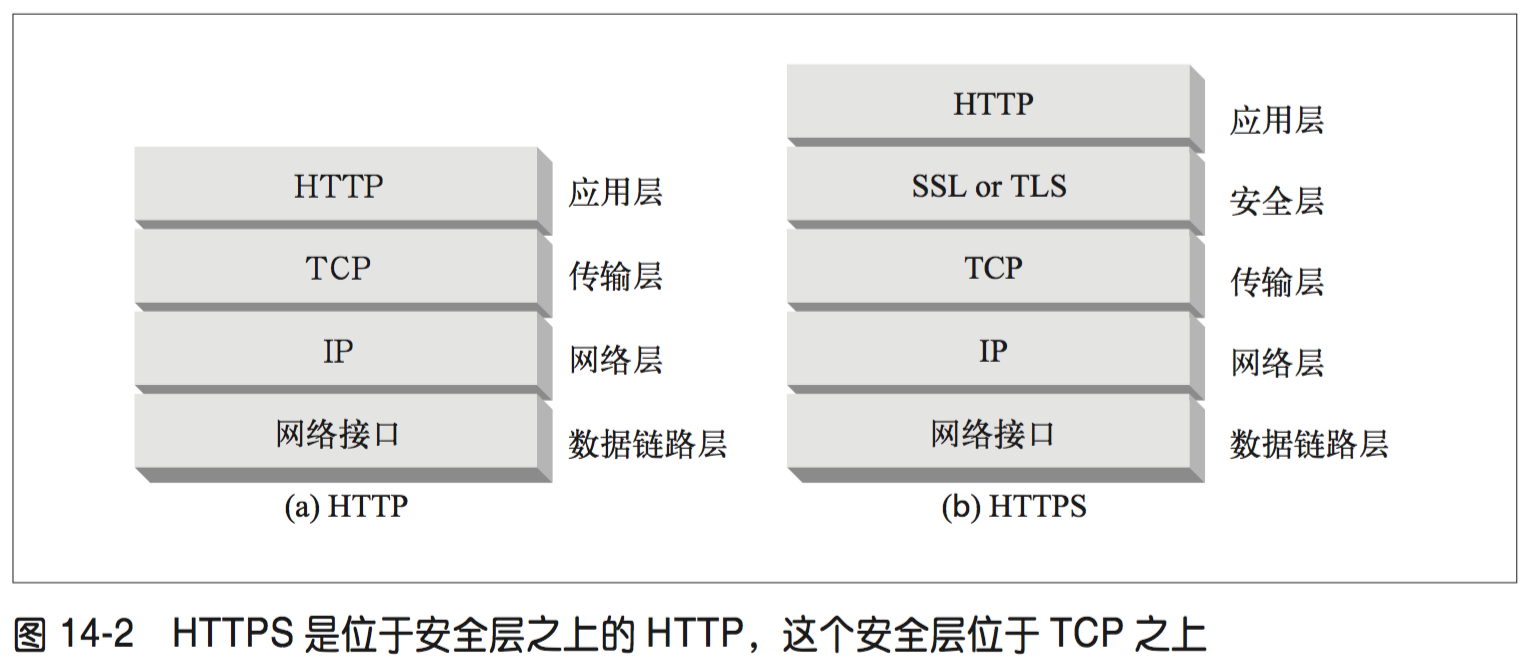 HTTP 应用层
TCP 传输层
IP 网络层
网络接口 数据链路层
(a) HTTP
HTTP 应用层
SSL or TLS 安全层
TCP 传输层
IP 网络层
网络接口 数据链路层
(b) HTTPS
图 14-2 HTTPS 是位于安全层之上的 HTTP，这个安全层位于 TCP 之上